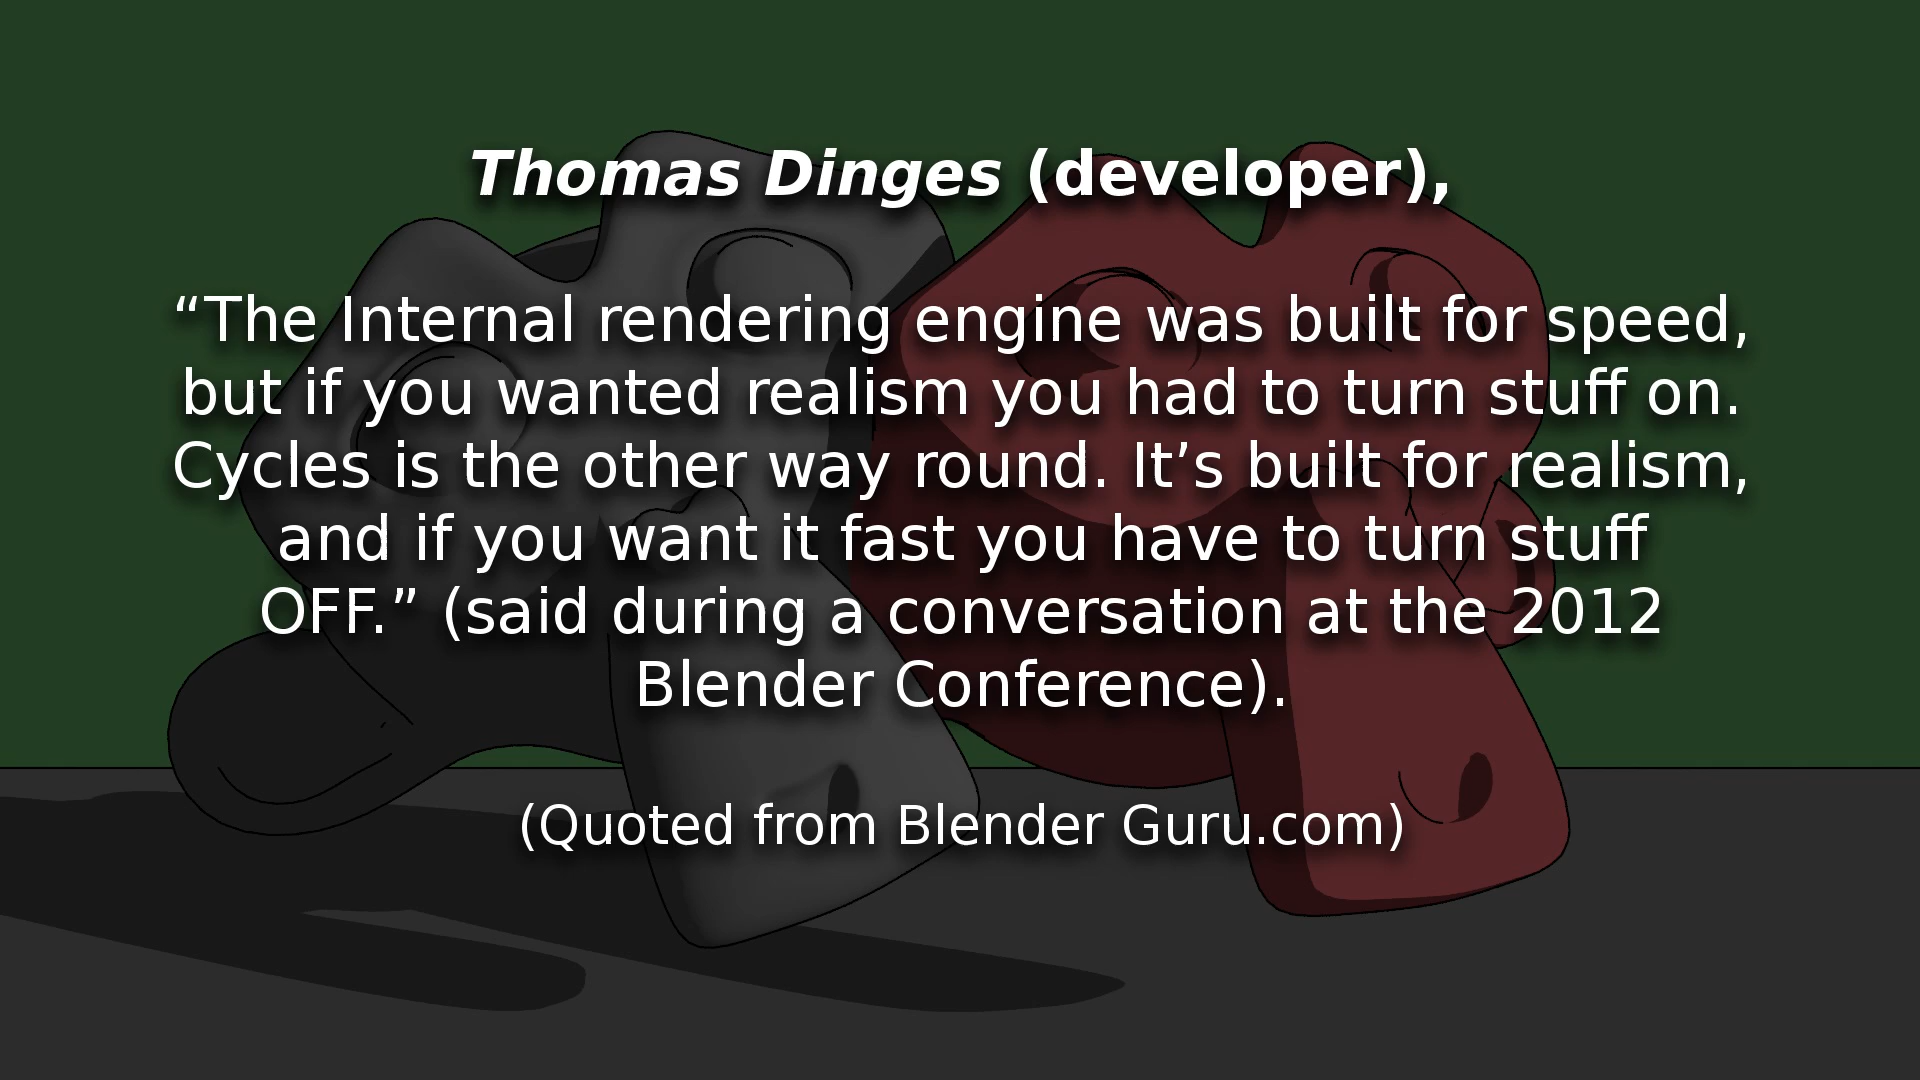 Thomas Dinges (developer),
“The Internal rendering engine was built for speed,
but if you wanted realism you had to turn stuff on.
Cycles is the other way round. It’s built for realism,
and if you want it fast you have to turn stuff
OFF.” (said during a conversation at the 2012
Blender Conference).
(Quoted from Blender Guru.com)